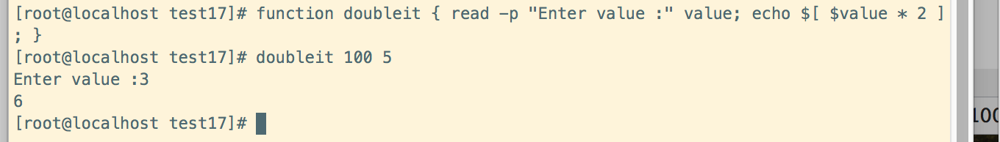 [root@localhost test17]# function doubleit { read -p "Enter value :" value; echo $[ $value * 2 ]
; }
[root@localhost test17]# doubleit 100 5
Enter value :3
6
[root@localhost test17]#
100